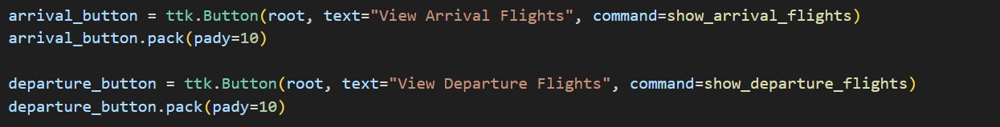 arrival_button = ttk.Button(root, text="View Arrival Flights", command=show_arrival_flights)
arrival_button.pack(pady=10)
departure_button = ttk.Button(root, text="View Departure Flights", command=show_departure_flights)
departure_button.pack(pady=10)